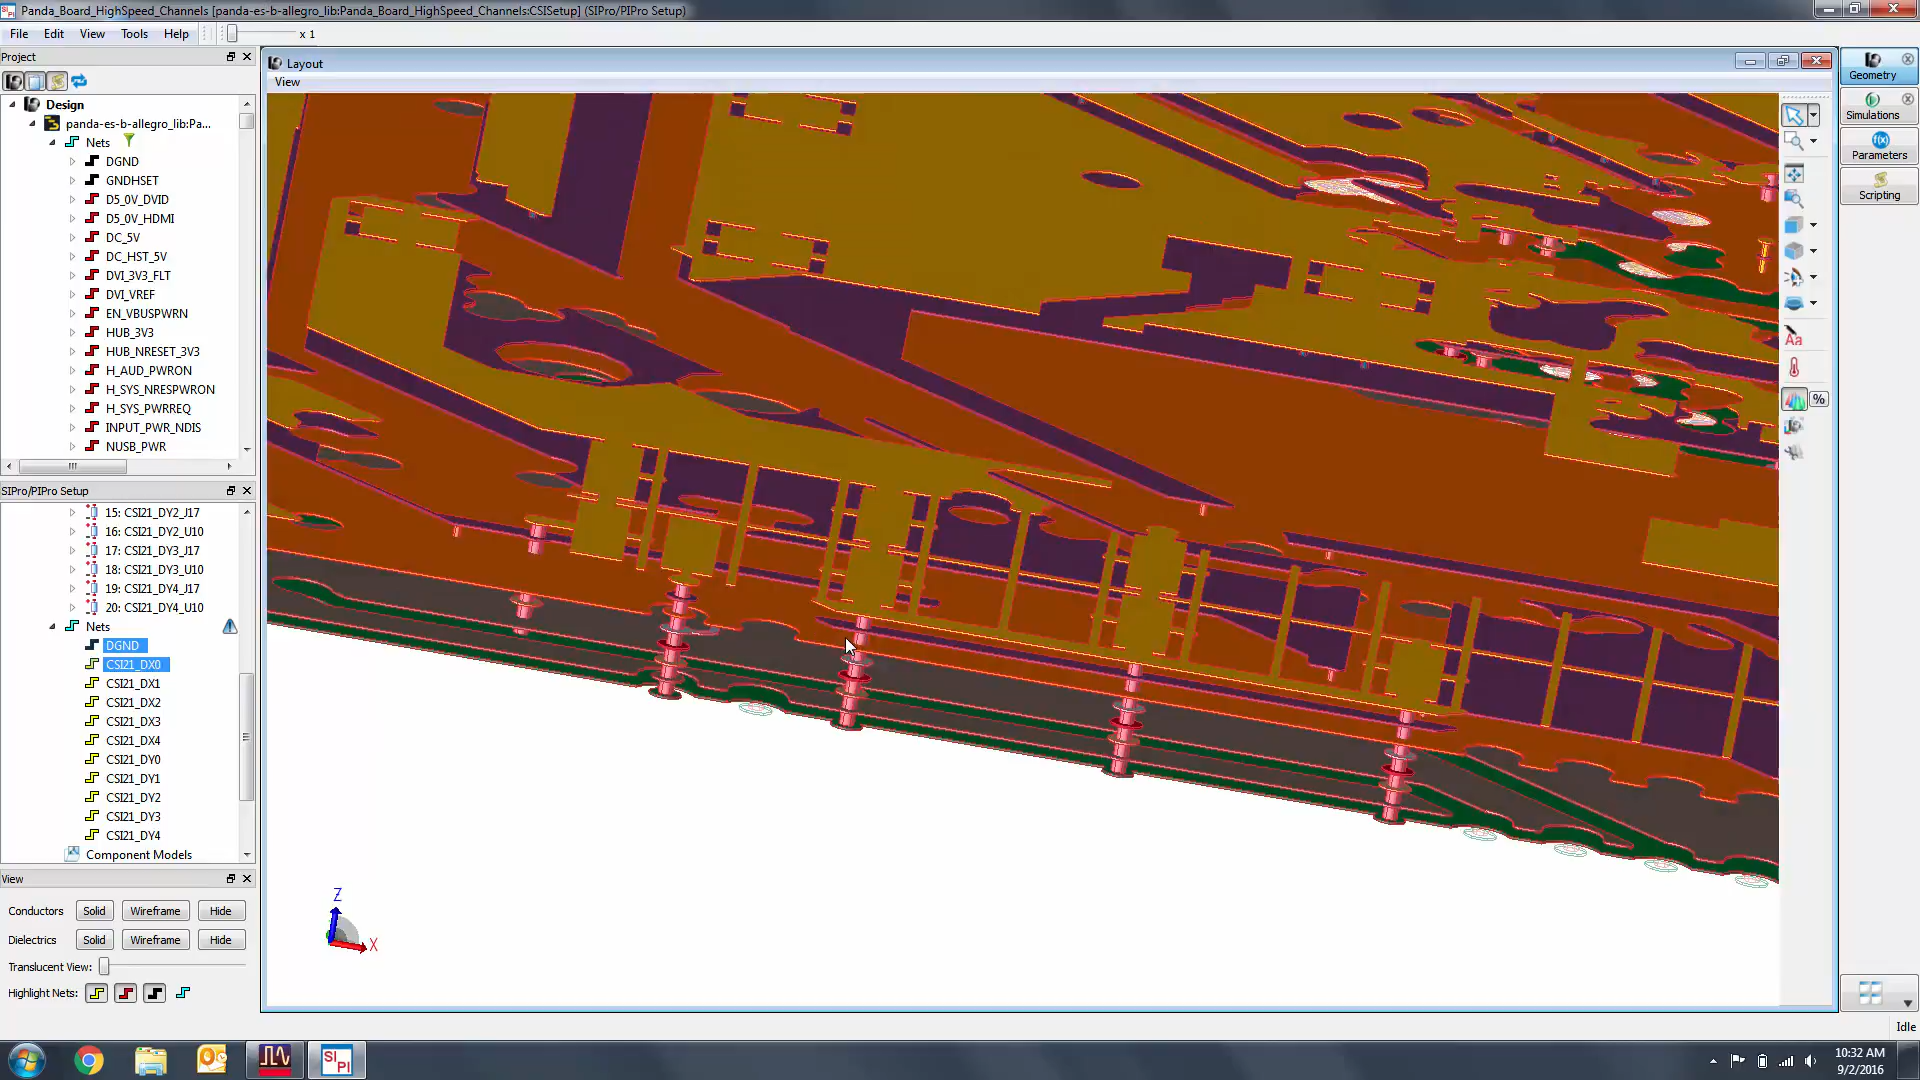 Panda_Board_HighSpeed_Channels [panda-es-b-allegro_lib:Panda_Board_HighSpeed_Channels:CSISetup] (SIPro/PIPro Setup)
File Edit View Tools Help x 1
Project
Design
panda-es-b-allegro_lib:Pa...
Nets
DGND
GNDHSET
D5_0V_DVID
D5_0V_HDMI
DC_5V
DC_HST_5V
DVI_3V3_FLT
DVI_VREF
EN_VBUSPWRN
HUB_3V3
HUB_NRESET_3V3
H_AUD_PWRON
H_SYS_NRESPWRON
H_SYS_PWRREQ
INPUT_PWR_NDIS
NUSB_PWR
SIPro/PIPro Setup
15: CSI21_DY2_J17
16: CSI21_DY2_U10
17: CSI21_DY3_J17
18: CSI21_DY3_U10
19: CSI21_DY4_J17
20: CSI21_DY4_U10
Nets
DGND
CSI21_DX0
CSI21_DX1
CSI21_DX2
CSI21_DX3
CSI21_DX4
CSI21_DY0
CSI21_DY1
CSI21_DY2
CSI21_DY3
CSI21_DY4
Component Models
View
Conductors Solid Wireframe Hide
Dielectrics Solid Wireframe Hide
Translucent View:
Highlight Nets:
Layout
View
Z
X
Aa
%
Geometry
Simulations
f(x)
Parameters
Scripting
Idle
SI
PI
10:32 AM
9/2/2016